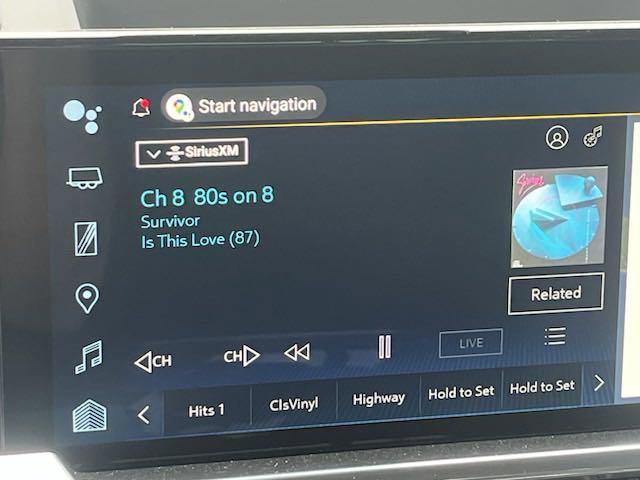 Start navigation
SiriusXM
Ch 8 80s on 8
Survivor
Is This Love (87)
Related
CH
CH
LIVE
Hits 1
ClsVinyl
Highway
Hold to Set
Hold to Set